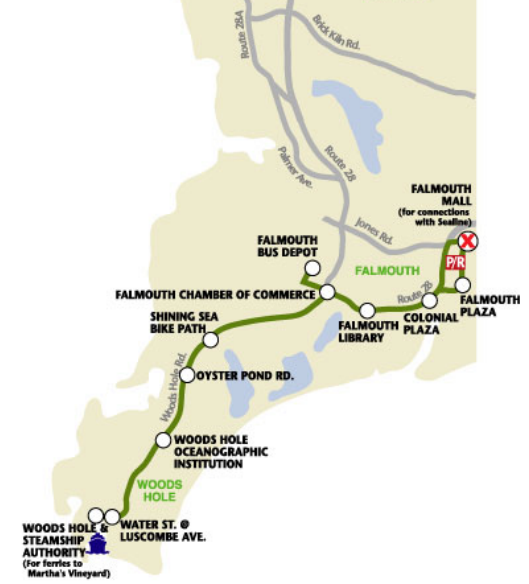 Route 28A
Brick Kiln Rd.
Palmer Ave.
Route 28
FALMOUTH
MALL
(for connections
with Sealine)
Jones Rd.
FALMOUTH
BUS DEPOT
P/R
FALMOUTH
FALMOUTH CHAMBER OF COMMERCE
Route 28
FALMOUTH
PLAZA
COLONIAL
PLAZA
FALMOUTH
LIBRARY
SHINING SEA
BIKE PATH
OYSTER POND RD.
Woods Hole Rd.
WOODS HOLE
OCEANOGRAPHIC
INSTITUTION
WOODS
HOLE
WATER ST. @
LUSCOMBE AVE.
WOODS HOLE &
STEAMSHIP
AUTHORITY
(For ferries to
Martha's Vineyard)